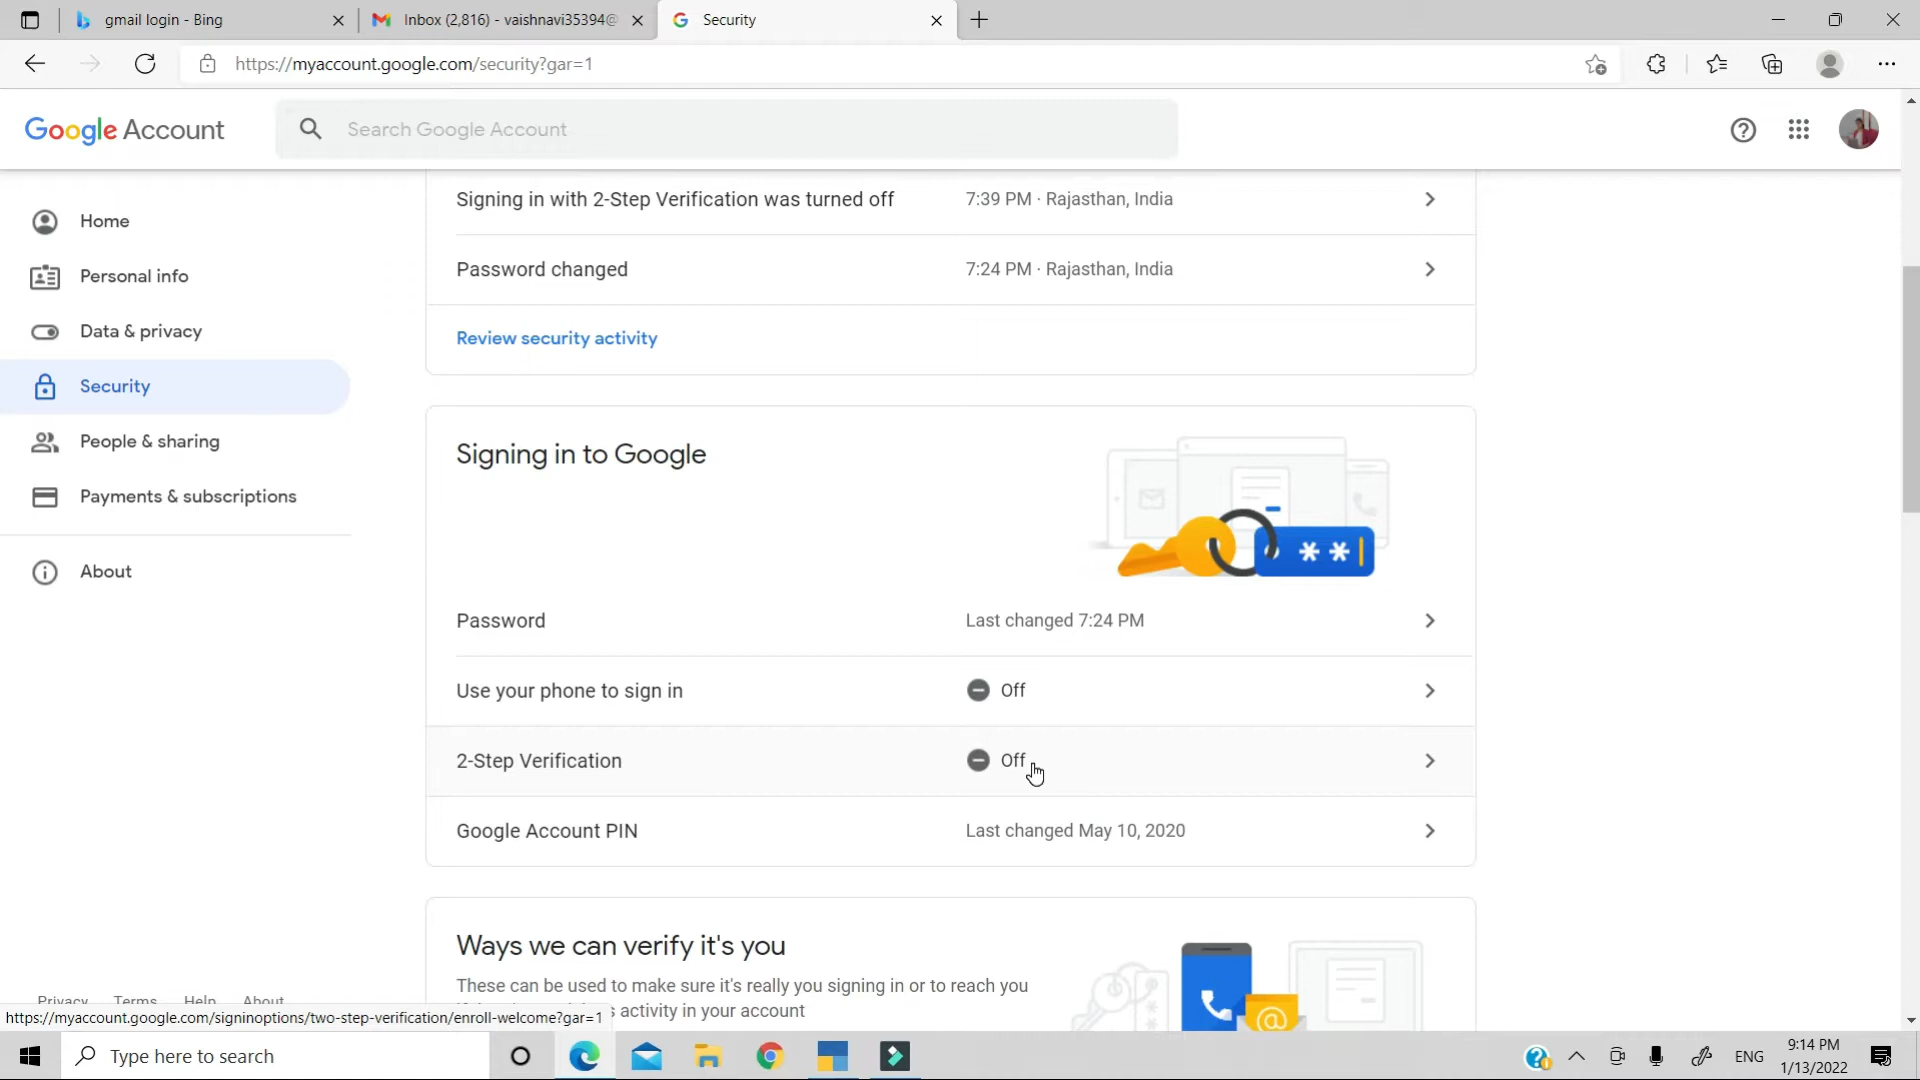 gmail login - Bing
Inbox (2,816) - vaishnavi35394@
Security
https://myaccount.google.com/security?gar=1
Google Account
Search Google Account
Home
Personal info
Data & privacy
Security
People & sharing
Payments & subscriptions
About
Signing in with 2-Step Verification was turned off
7:39 PM · Rajasthan, India
Password changed
7:24 PM · Rajasthan, India
Review security activity
Signing in to Google
**
Password
Last changed 7:24 PM
Use your phone to sign in
Off
2-Step Verification
Off
Google Account PIN
Last changed May 10, 2020
Ways we can verify it's you
These can be used to make sure it's really you signing in or to reach you
s activity in your account
@
Privacy Terms Help About
https://myaccount.google.com/signinoptions/two-step-verification/enroll-welcome?gar=1
Type here to search
ENG
9:14 PM
1/13/2022